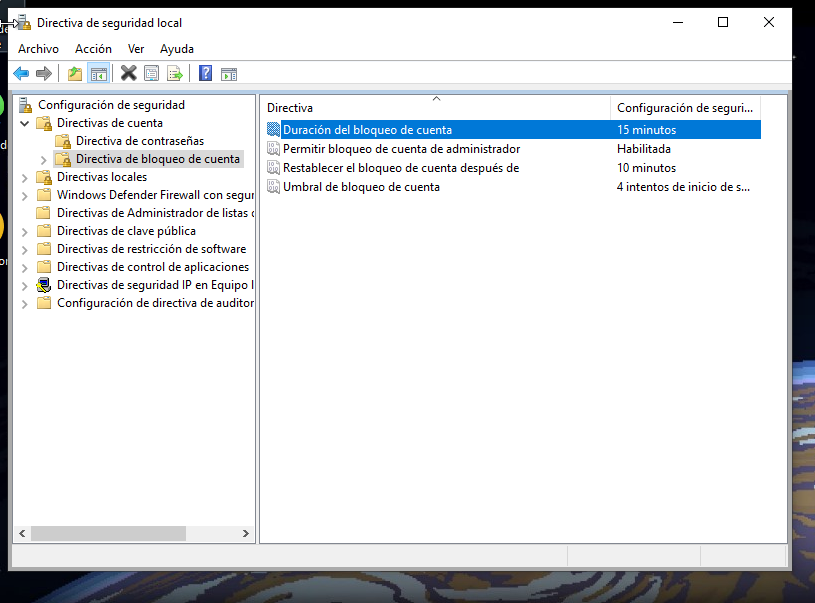 Directiva de seguridad local
Archivo Acción Ver Ayuda
Configuración de seguridad
Directivas de cuenta
Directiva de contraseñas
Directiva de bloqueo de cuenta
Directivas locales
Windows Defender Firewall con segur
Directivas de Administrador de listas c
Directivas de clave pública
Directivas de restricción de software
Directivas de control de aplicaciones
Directivas de seguridad IP en Equipo l
Configuración de directiva de auditor
Directiva Configuración de seguri...
Duración del bloqueo de cuenta 15 minutos
Permitir bloqueo de cuenta de administrador Habilitada
Restablecer el bloqueo de cuenta después de 10 minutos
Umbral de bloqueo de cuenta 4 intentos de inicio de s...